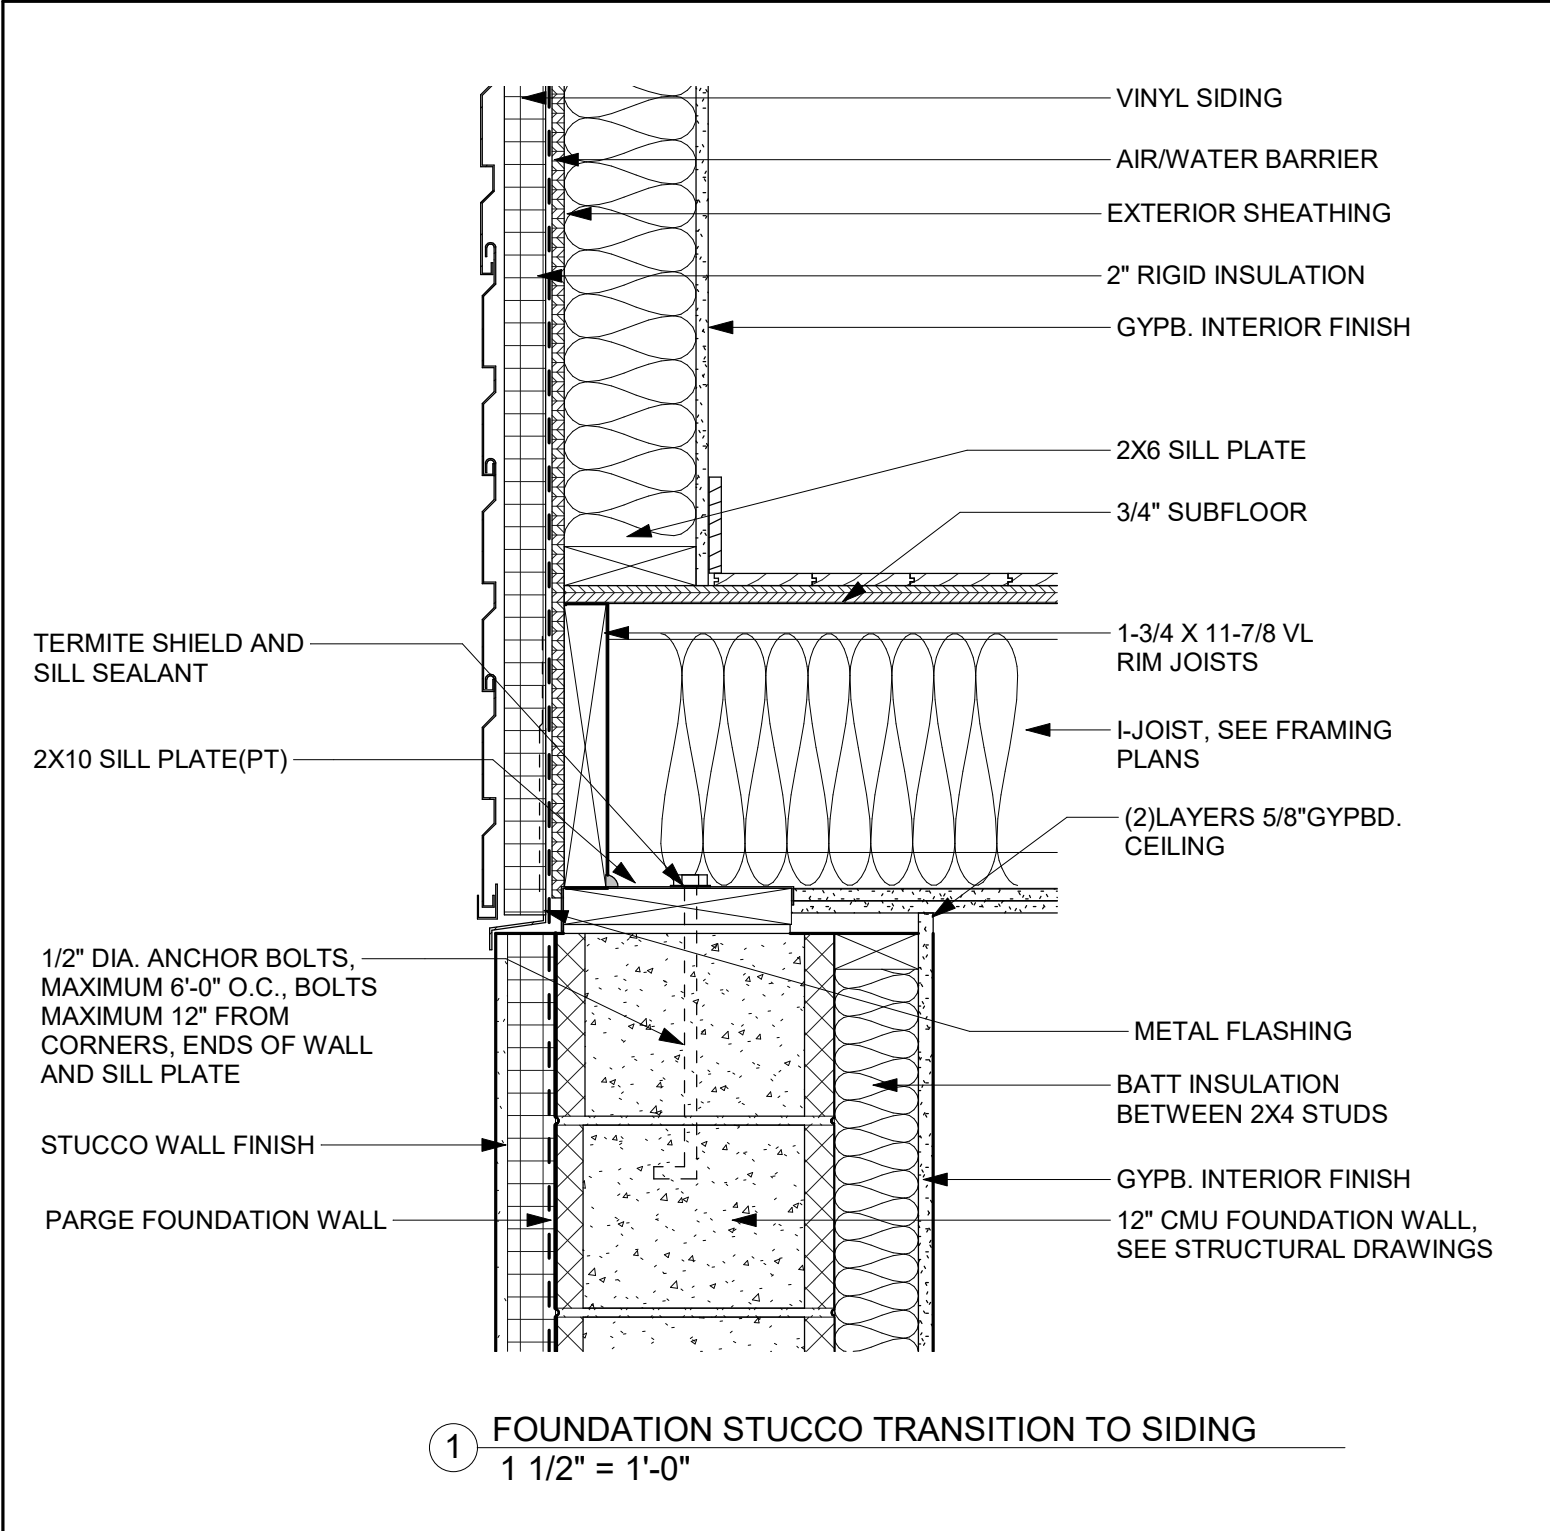 VINYL SIDING
AIR/WATER BARRIER
EXTERIOR SHEATHING
2" RIGID INSULATION
GYPB. INTERIOR FINISH
2X6 SILL PLATE
3/4" SUBFLOOR
TERMITE SHIELD AND
SILL SEALANT
1-3/4 X 11-7/8 VL
RIM JOISTS
2X10 SILL PLATE(PT)
I-JOIST, SEE FRAMING
PLANS
(2)LAYERS 5/8"GYPBD.
CEILING
1/2" DIA. ANCHOR BOLTS,
MAXIMUM 6'-0" O.C., BOLTS
MAXIMUM 12" FROM
CORNERS, ENDS OF WALL
AND SILL PLATE
METAL FLASHING
BATT INSULATION
BETWEEN 2X4 STUDS
STUCCO WALL FINISH
GYPB. INTERIOR FINISH
PARGE FOUNDATION WALL
12" CMU FOUNDATION WALL,
SEE STRUCTURAL DRAWINGS
1 FOUNDATION STUCCO TRANSITION TO SIDING
1 1/2" = 1'-0"